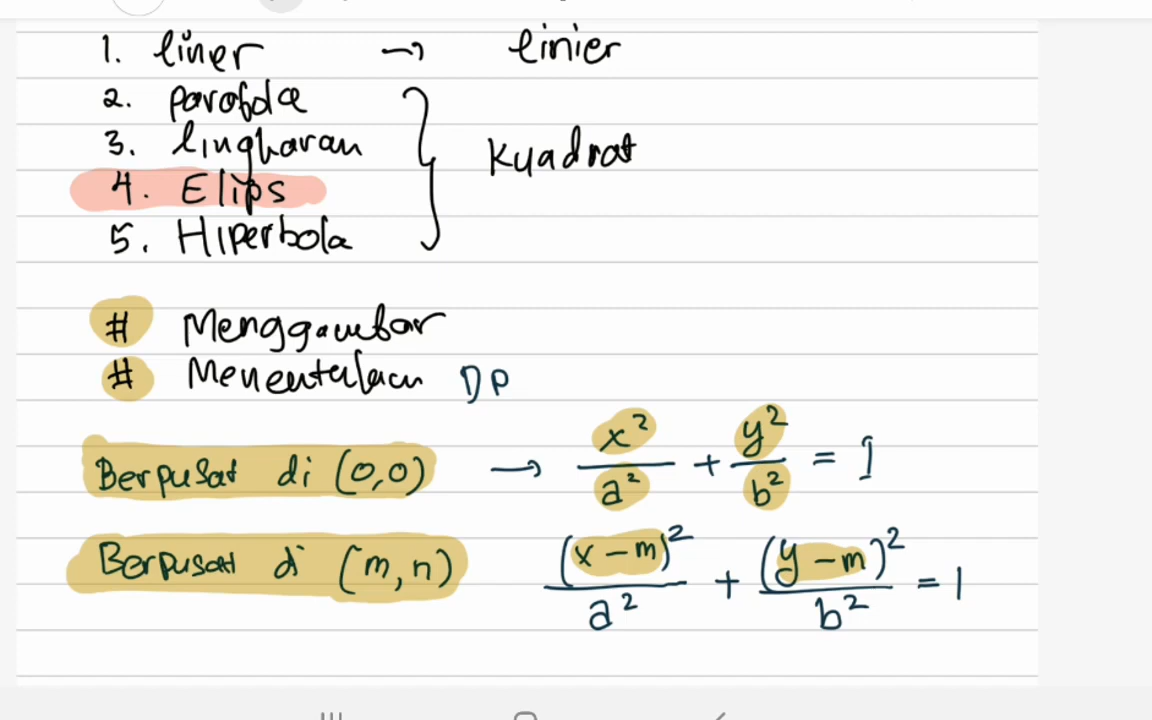 1. liner → linier
2. parabola
3. lingkaran
Kuadrat
4. Elips
5. Hiperbola
# Menggambar
# Menentukan DP
Berpusat di (0,0) → x²/a² + y²/b² = 1
Berpusat di (m,n) (x-m)²/a² + (y-m)²/b² = 1